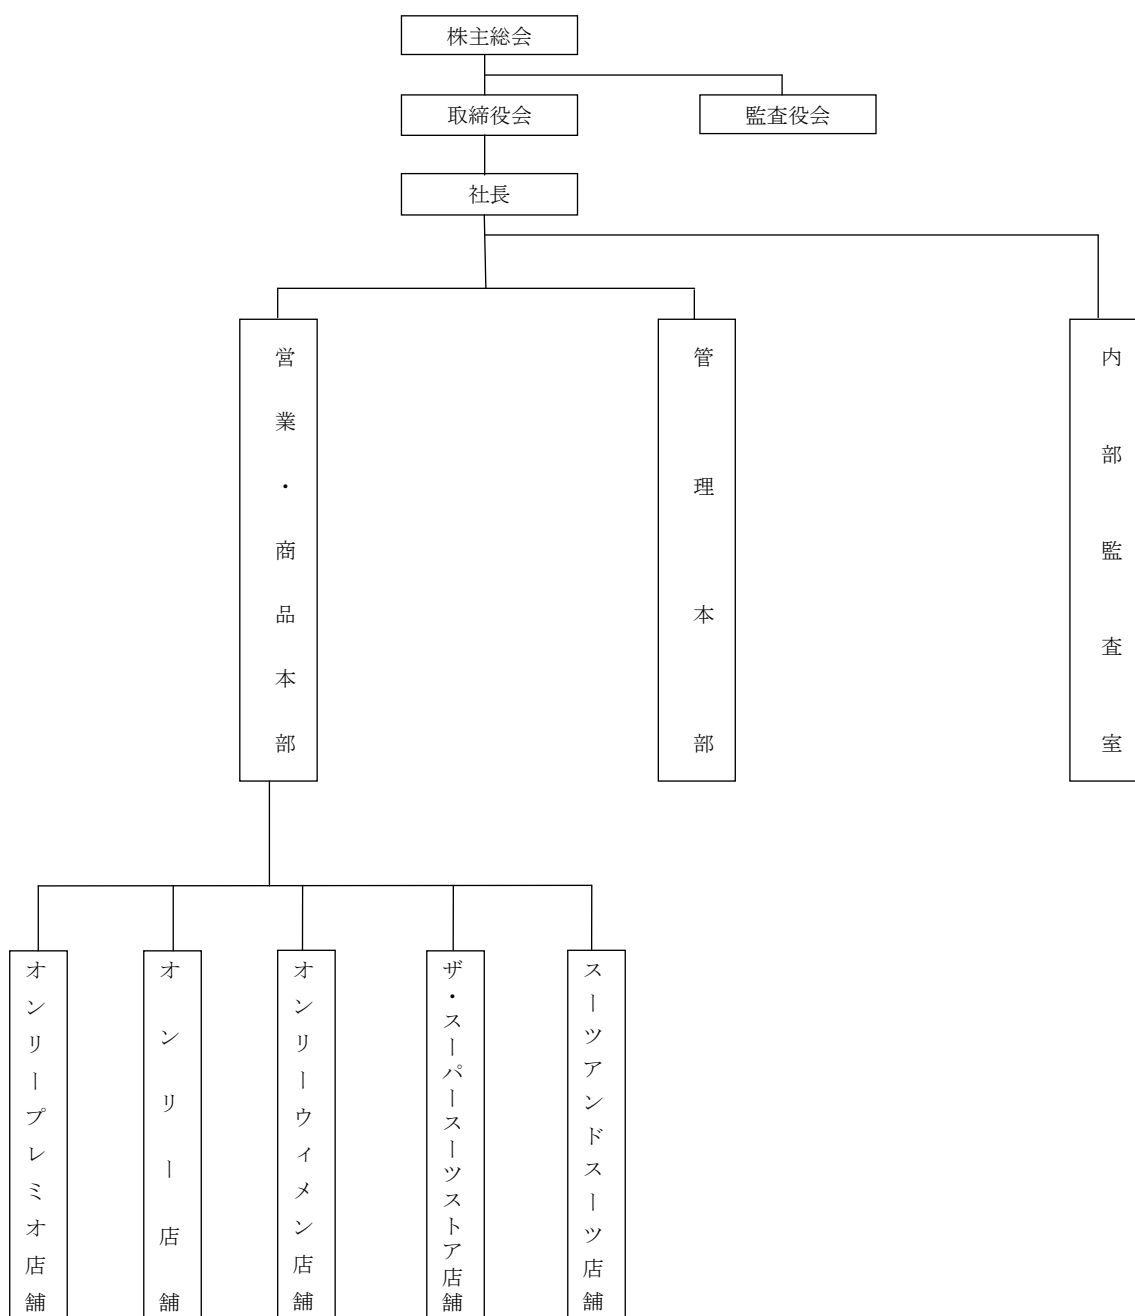 株主総会
取締役会
監査役会
社長
営業・商品本部
管理本部
内部監査室
オンリープレミオ店舗
オンリー店舗
オンリーウィメン店舗
ザ・スーパースーツストア店舗
スーツアンドスーツ店舗